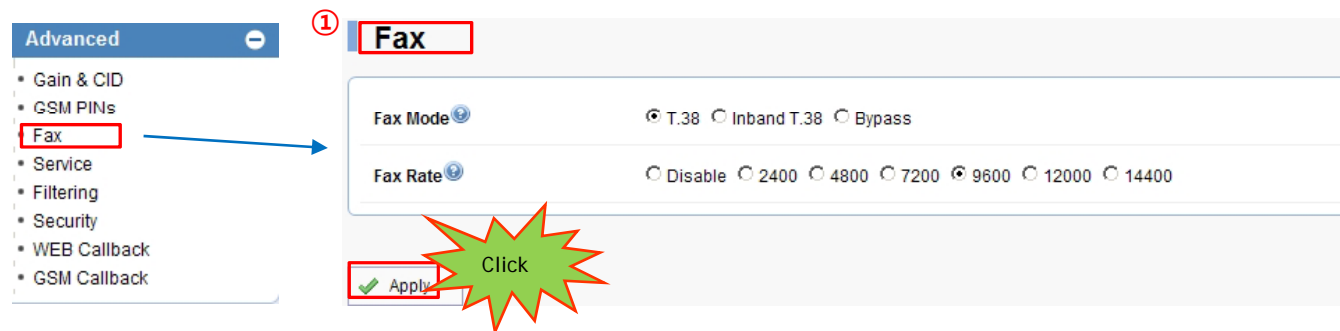 Advanced
Gain & CID
GSM PINs
Fax
Service
Filtering
Security
WEB Callback
GSM Callback
①
Fax
Fax Mode T.38 Inband T.38 Bypass
Fax Rate Disable 2400 4800 7200 9600 12000 14400
Click
Apply